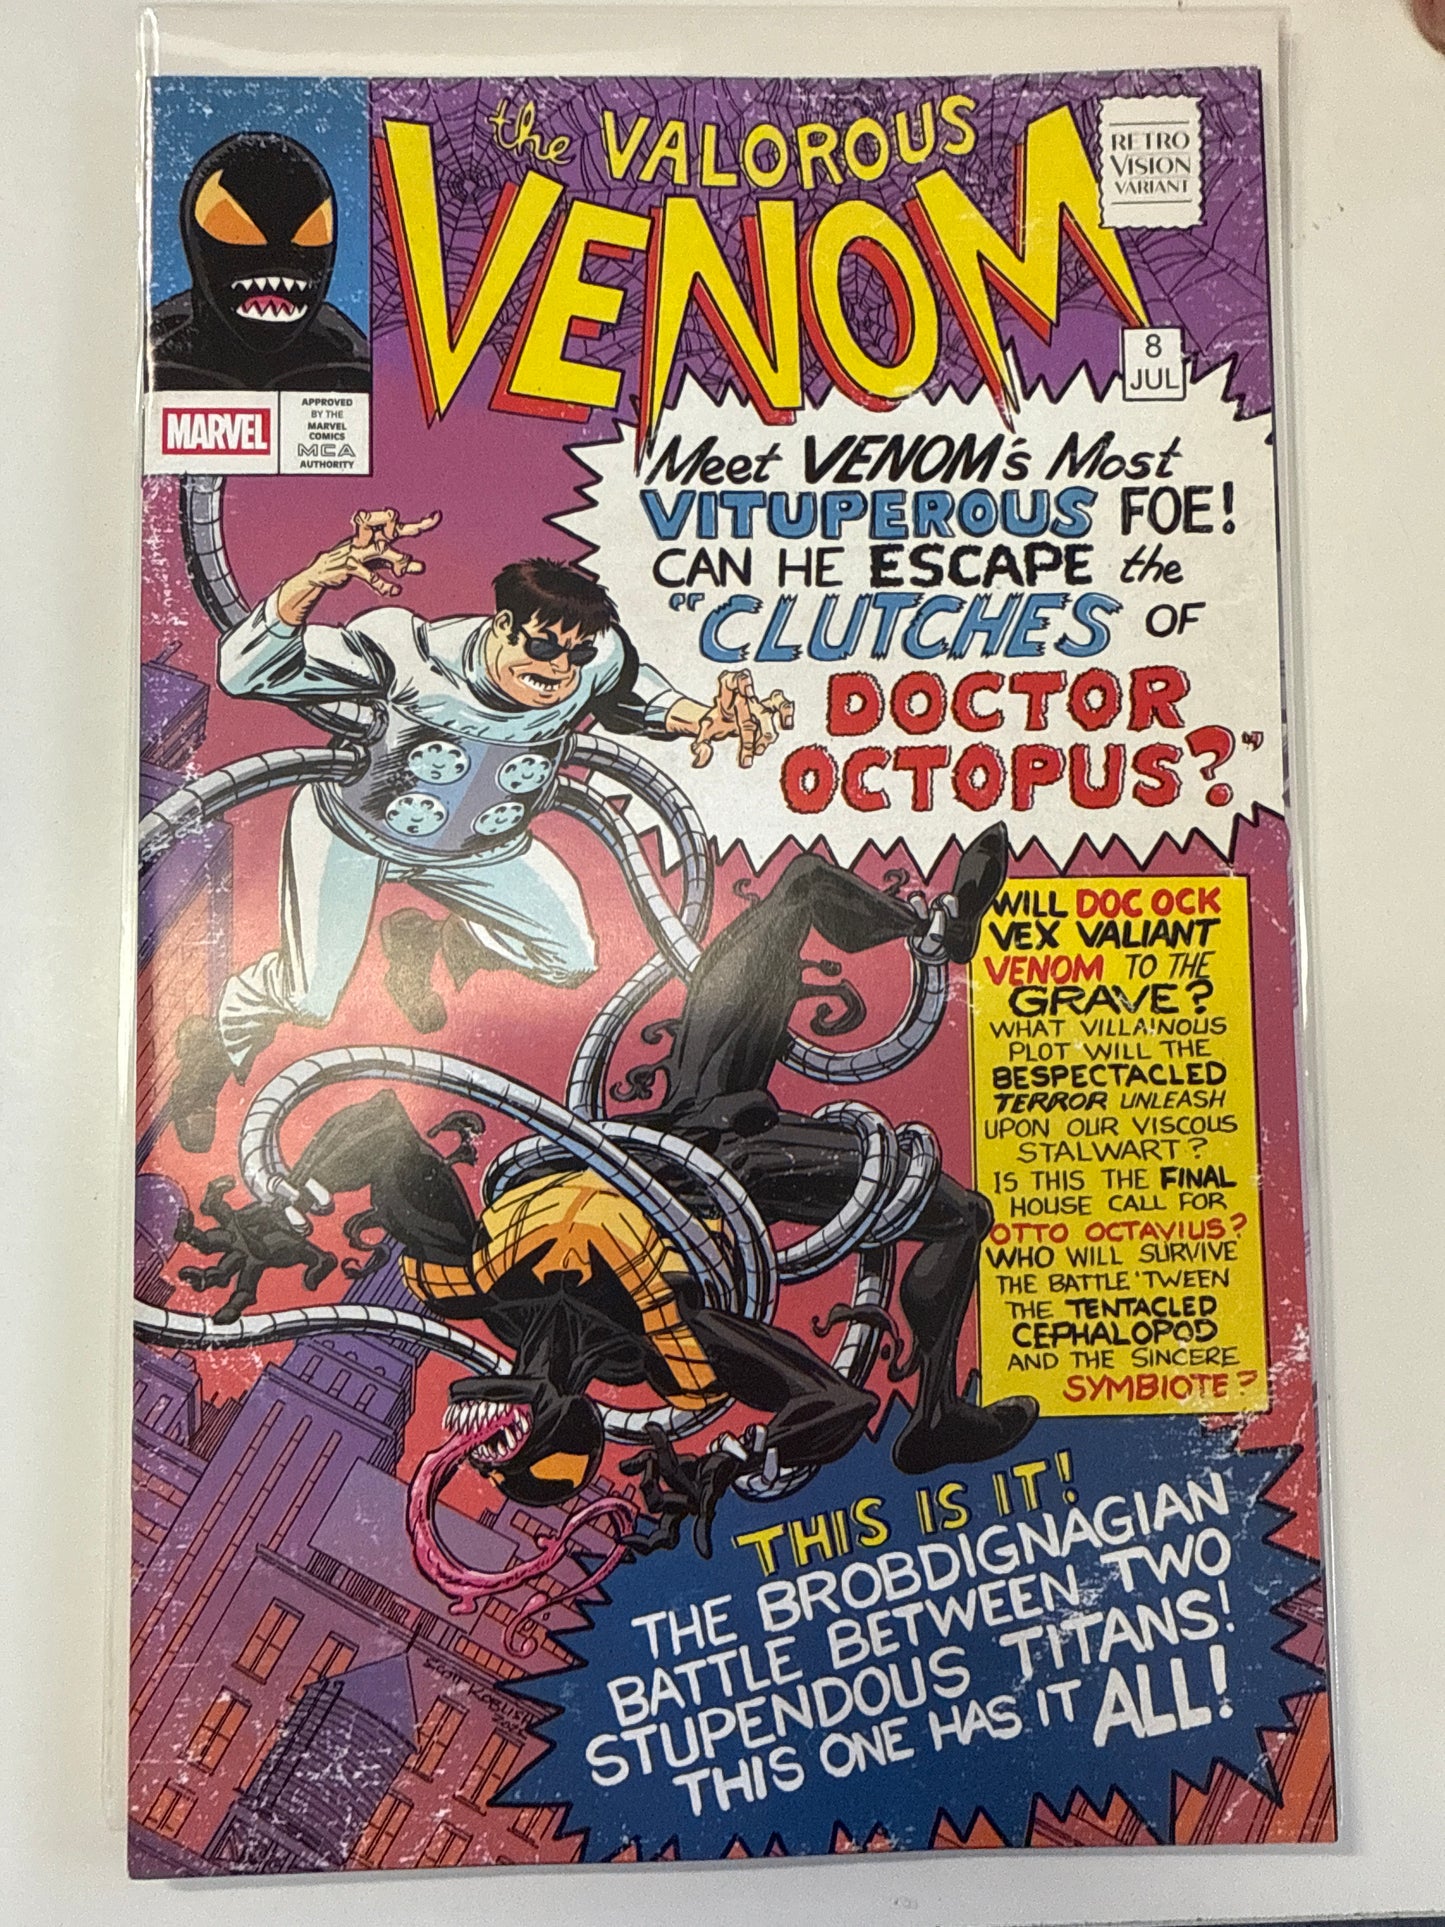 the VALOROUS
VENOM
RETRO
VISION
VARIANT
8
JUL
MARVEL
APPROVED
BY THE
MARVEL
COMICS
MCA
AUTHORITY
Meet VENOM's Most
VITUPEROUS FOE!
CAN HE ESCAPE the
"CLUTCHES OF
DOCTOR
OCTOPUS?"
WILL DOC OCK
VEX VALIANT
VENOM TO THE
GRAVE?
WHAT VILLAINOUS
PLOT WILL THE
BESPECTACLED
TERROR UNLEASH
UPON OUR VISCOUS
STALWART?
IS THIS THE FINAL
HOUSE CALL FOR
OTTO OCTAVIUS?
WHO WILL SURVIVE
THE BATTLE 'TWEEN
THE TENTACLED
CEPHALOPOD
AND THE SINCERE
SYMBIOTE?
THIS IS IT!
THE BROBDIGNAGIAN
BATTLE BETWEEN TWO
STUPENDOUS TITANS!
THIS ONE HAS IT ALL!
SCOTT
KOBLISH